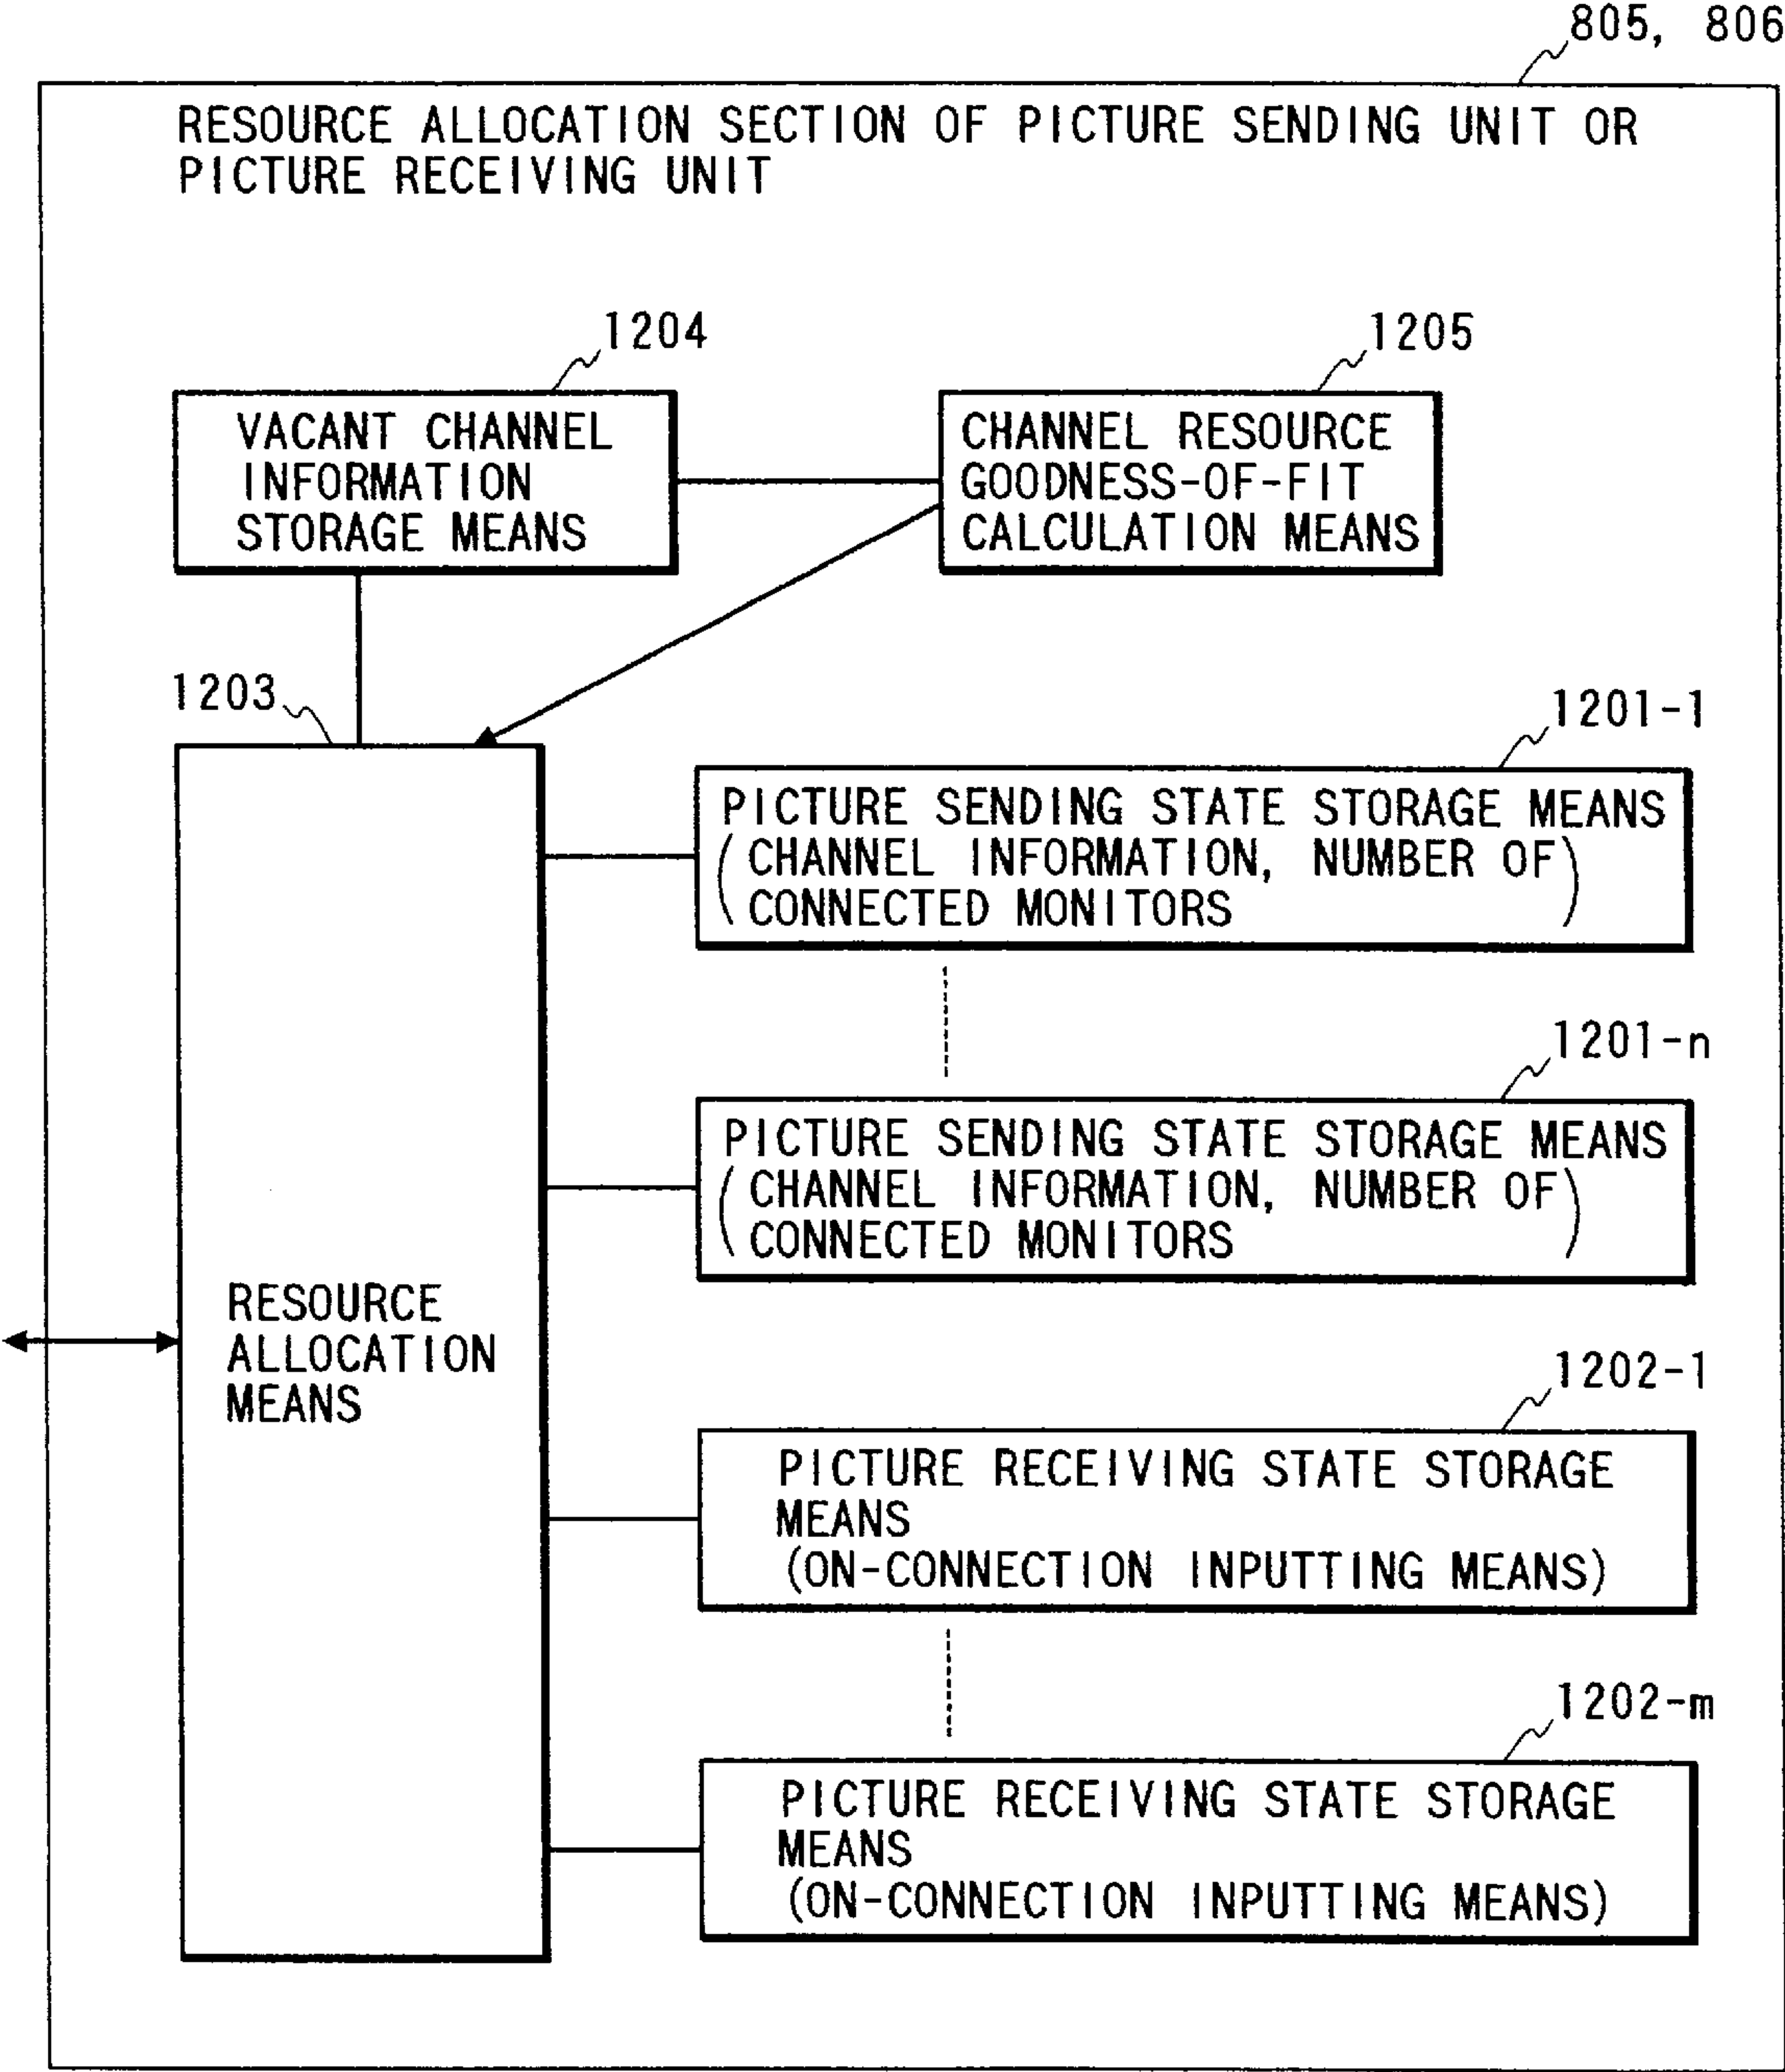 805, 806
RESOURCE ALLOCATION SECTION OF PICTURE SENDING UNIT OR
PICTURE RECEIVING UNIT
1204
1205
VACANT CHANNEL
INFORMATION
STORAGE MEANS
CHANNEL RESOURCE
GOODNESS-OF-FIT
CALCULATION MEANS
1203
1201-1
PICTURE SENDING STATE STORAGE MEANS
(CHANNEL INFORMATION, NUMBER OF
CONNECTED MONITORS)
1201-n
PICTURE SENDING STATE STORAGE MEANS
(CHANNEL INFORMATION, NUMBER OF
CONNECTED MONITORS)
RESOURCE
ALLOCATION
MEANS
1202-1
PICTURE RECEIVING STATE STORAGE
MEANS
(ON-CONNECTION INPUTTING MEANS)
1202-m
PICTURE RECEIVING STATE STORAGE
MEANS
(ON-CONNECTION INPUTTING MEANS)